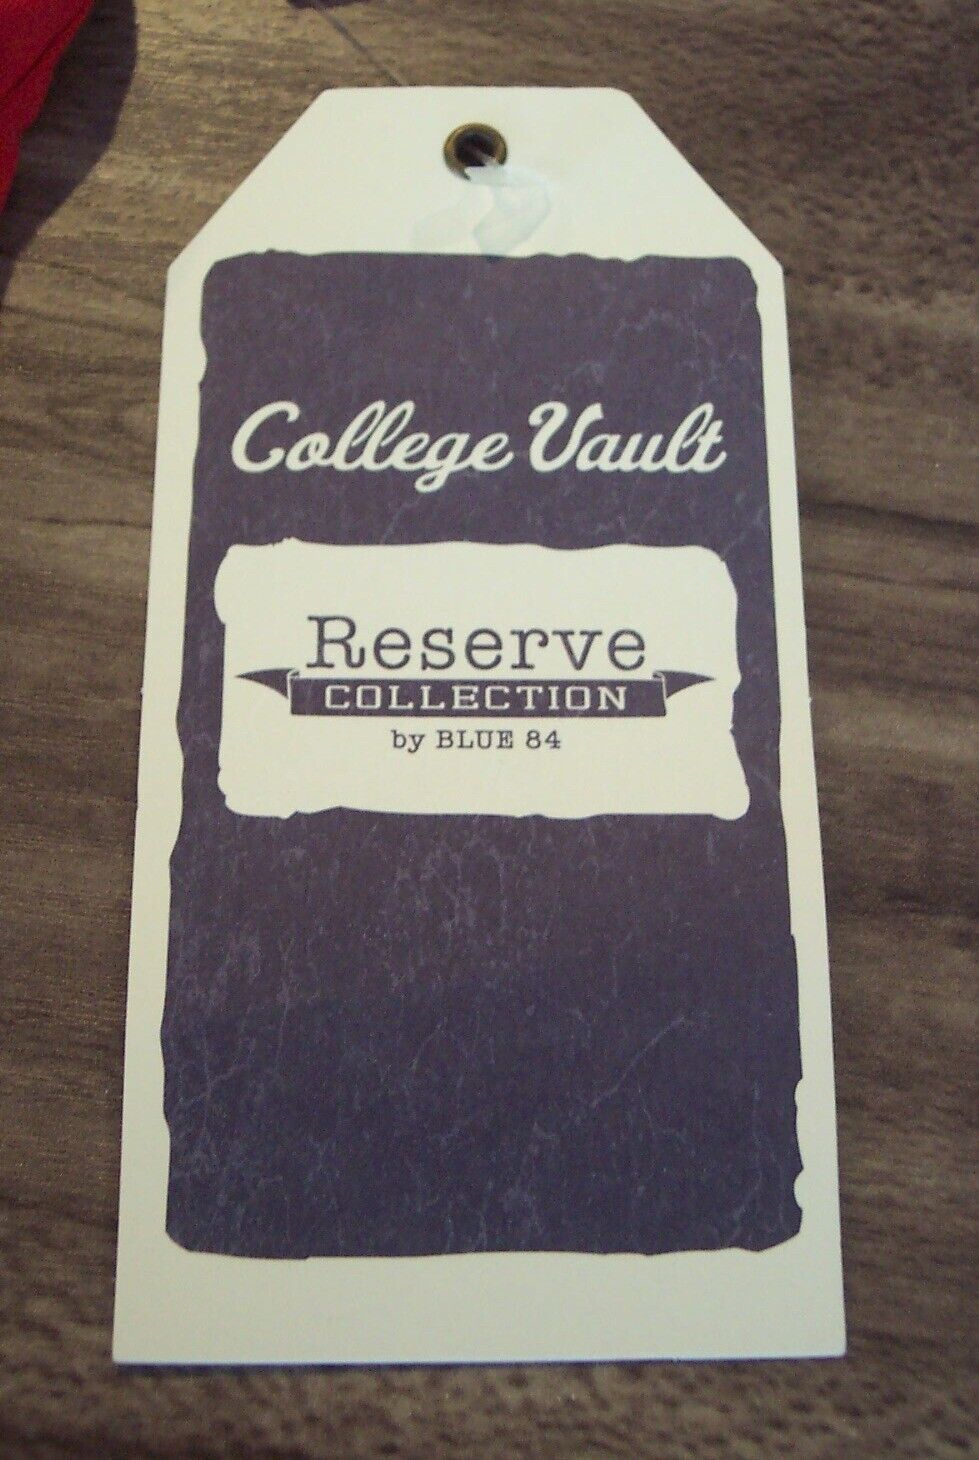 College Vault
Reserve
COLLECTION
by BLUE 84